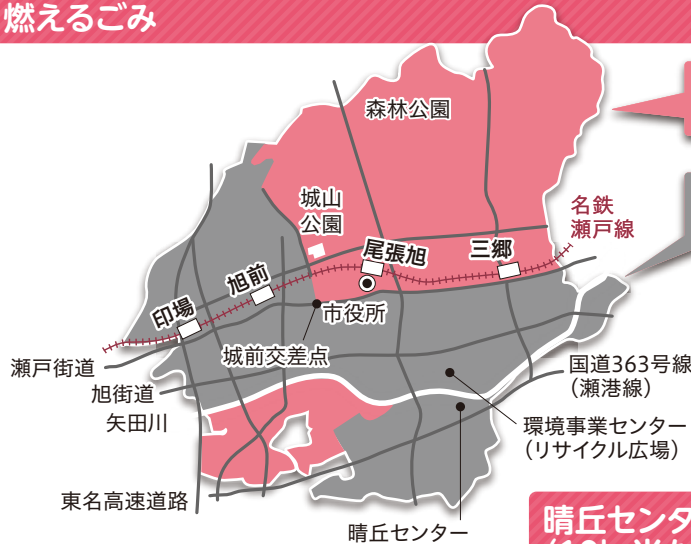 燃えるごみ
森林公園
城山
公園
名鉄
瀬戸線
尾張旭
三郷
旭前
印場
市役所
城前交差点
瀬戸街道
旭街道
矢田川
国道363号線
(瀬港線)
環境事業センター
(リサイクル広場)
東名高速道路
晴丘センター
晴丘センタ